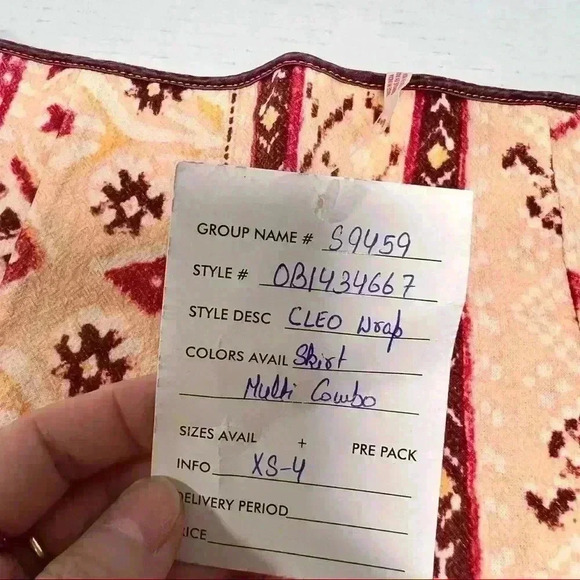 GROUP NAME # S9459
STYLE # OB1434667
STYLE DESC CLEO Wrap
COLORS AVAIL Skirt
Multi Combo
SIZES AVAIL + PRE PACK
INFO XS-4
DELIVERY PERIOD
RICE